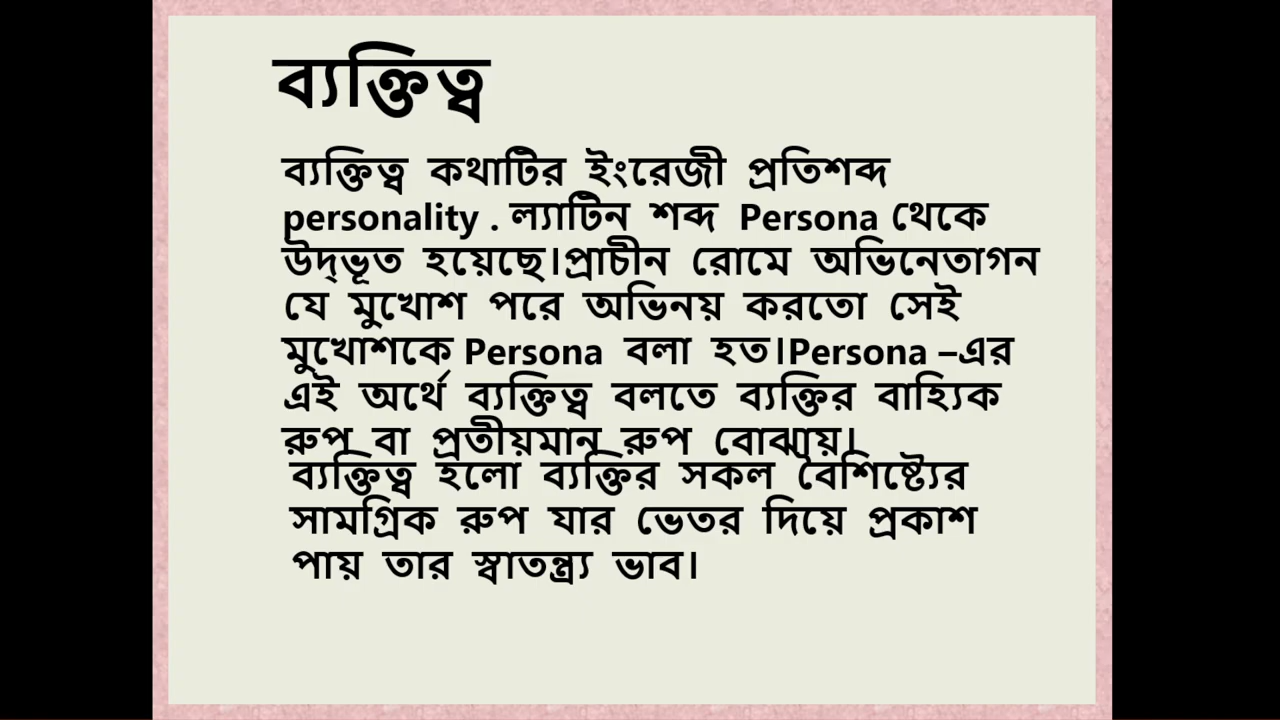 ব্যক্তিত্ব
ব্যক্তিত্ব কথাটির ইংরেজী প্রতিশব্দ
personality . ল্যাটিন শব্দ Persona থেকে
উদ্ভূত হয়েছে।প্রাচীন রোমে অভিনেতাগন
যে মুখোশ পরে অভিনয় করতো সেই
মুখোশকে Persona বলা হত।Persona –এর
এই অর্থে ব্যক্তিত্ব বলতে ব্যক্তির বাহ্যিক
রুপ বা প্রতীয়মান রুপ বোঝায়।
ব্যক্তিত্ব হলো ব্যক্তির সকল বৈশিষ্ট্যের
সামগ্রিক রুপ যার ভেতর দিয়ে প্রকাশ
পায় তার স্বাতন্ত্র্য ভাব।